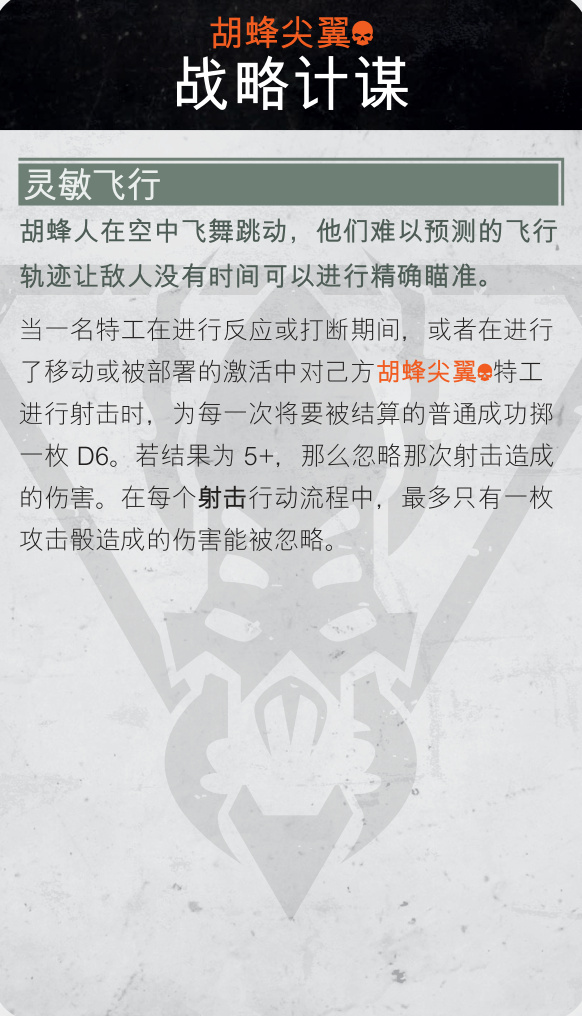 胡蜂尖翼
战略计谋
灵敏飞行
胡蜂人在空中飞舞跳动，他们难以预测的飞行
轨迹让敌人没有时间可以进行精确瞄准。
当一名特工在进行反应或打断期间，或者在进行
了移动或被部署的激活中对己方胡蜂尖翼特工
进行射击时，为每一次将要被结算的普通成功掷
一枚 D6。若结果为 5+，那么忽略那次射击造成
的伤害。在每个射击行动流程中，最多只有一枚
攻击骰造成的伤害能被忽略。